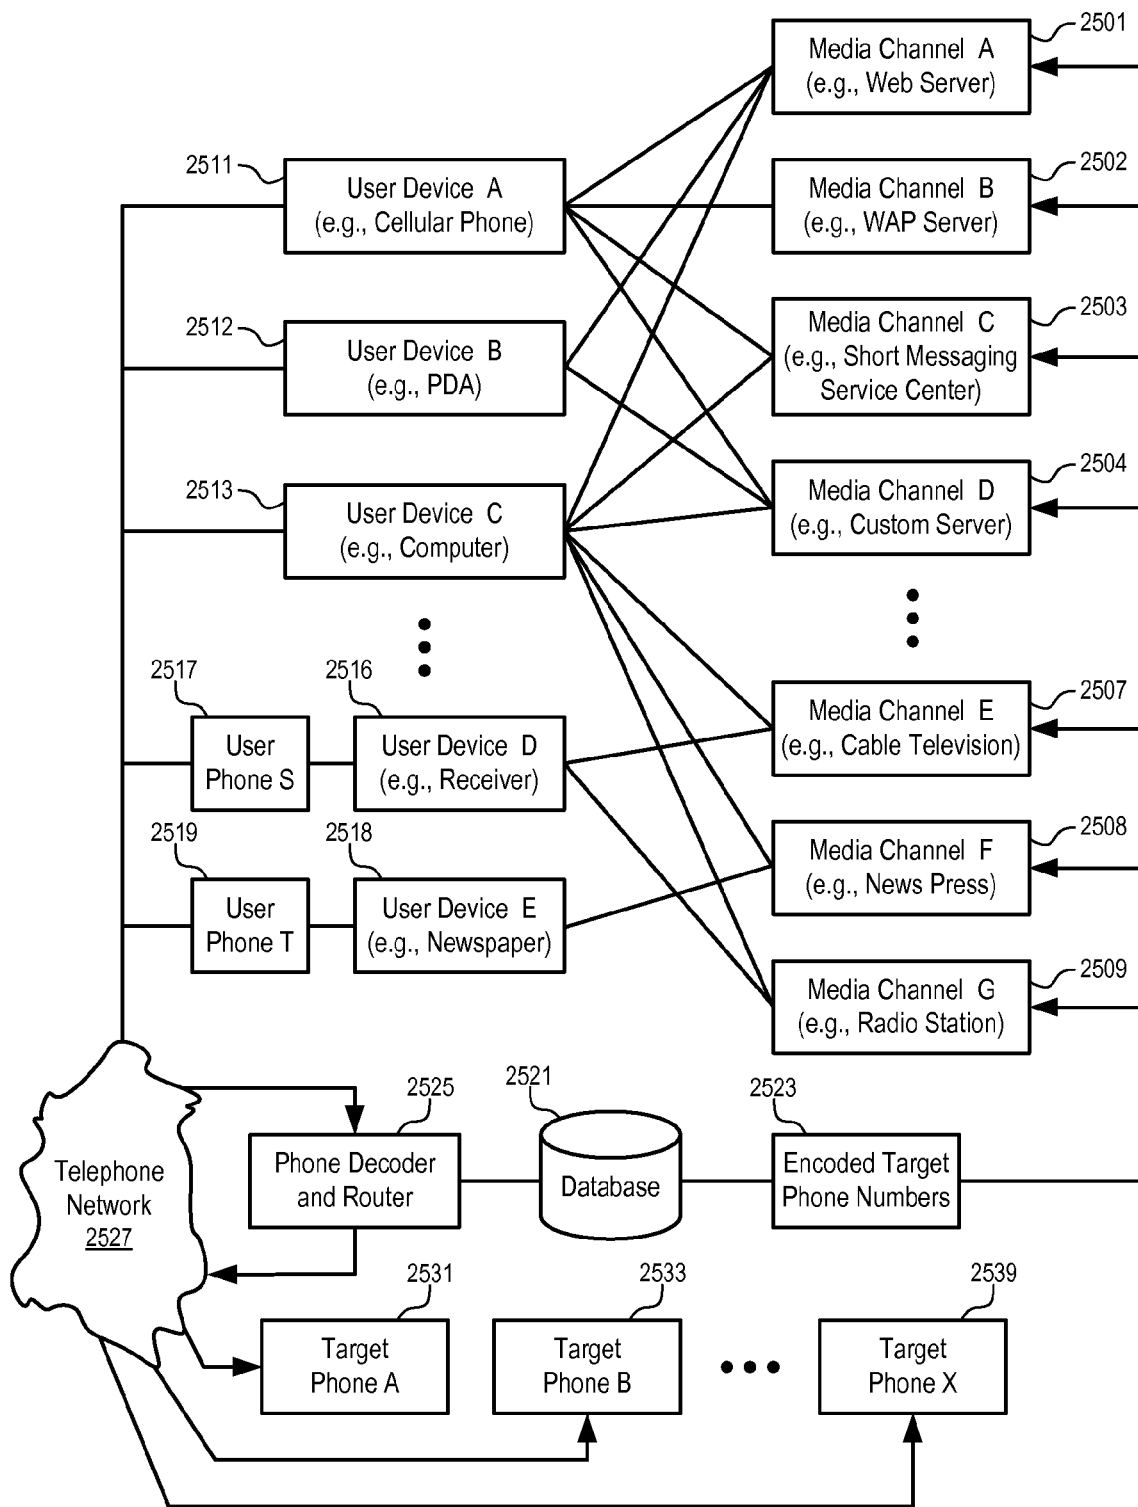 2501
Media Channel A
(e.g., Web Server)
2511
User Device A
(e.g., Cellular Phone)
2502
Media Channel B
(e.g., WAP Server)
2512
User Device B
(e.g., PDA)
2503
Media Channel C
(e.g., Short Messaging
Service Center)
2513
User Device C
(e.g., Computer)
2504
Media Channel D
(e.g., Custom Server)
2517
User
Phone S
2516
User Device D
(e.g., Receiver)
2507
Media Channel E
(e.g., Cable Television)
2519
User
Phone T
2518
User Device E
(e.g., Newspaper)
2508
Media Channel F
(e.g., News Press)
2509
Media Channel G
(e.g., Radio Station)
Telephone
Network
2527
2525
Phone Decoder
and Router
2521
Database
2523
Encoded Target
Phone Numbers
2531
Target
Phone A
2533
Target
Phone B
2539
Target
Phone X